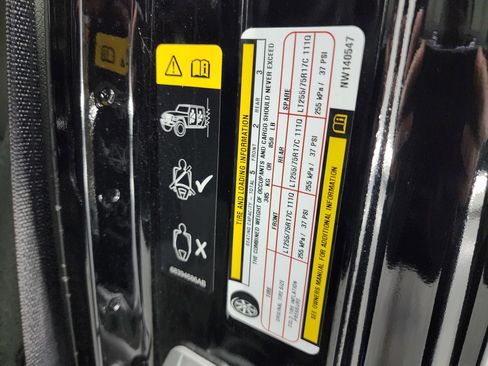 TIRE AND LOADING INFORMATION
SEATING CAPACITY - TOTAL 5 FRONT 2 REAR 3
THE COMBINED WEIGHT OF OCCUPANTS AND CARGO SHOULD NEVER EXCEED
385 KG OR 850 LB
TIRE FRONT REAR SPARE
ORIGINAL TIRE SIZE LT255/75R17C 111Q LT255/75R17C 111Q LT255/75R17C 111Q
COLD TIRE INFLATION
PRESSURE 255 kPa / 37 PSI 255 kPa / 37 PSI 255 kPa / 37 PSI
SEE OWNERS MANUAL FOR ADDITIONAL INFORMATION
NW140547